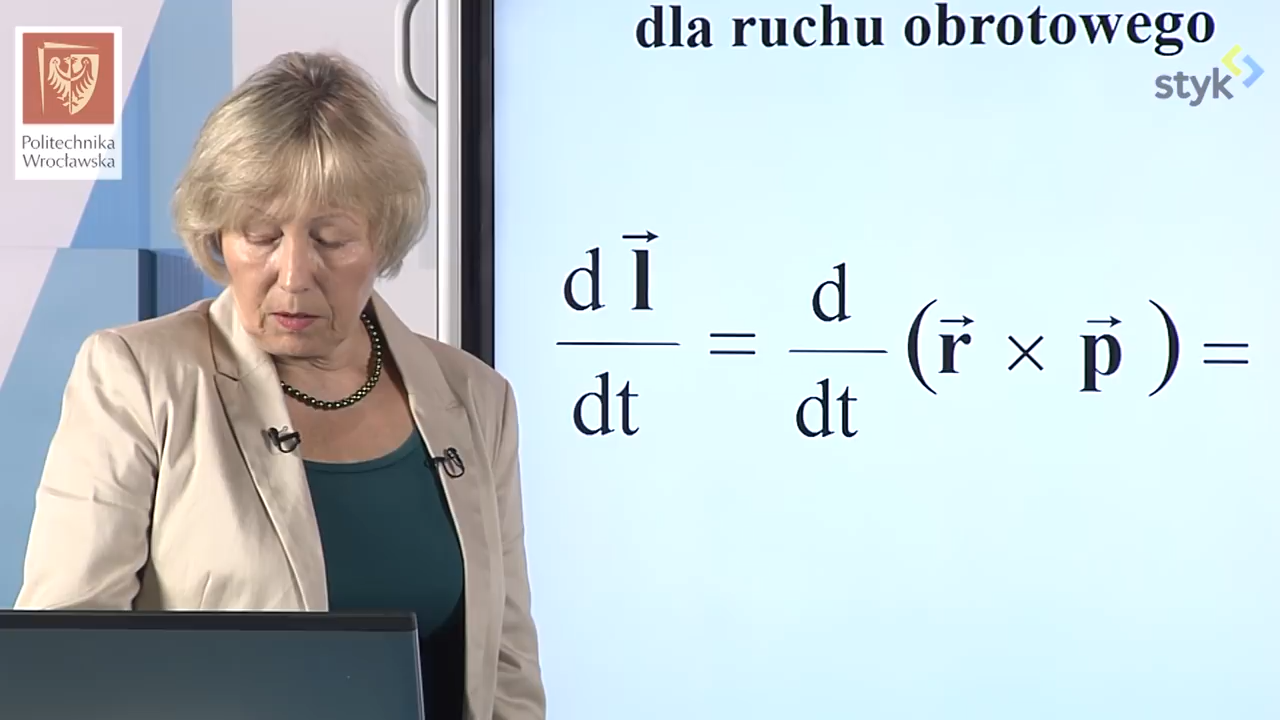 Politechnika
Wrocławska
dla ruchu obrotowego
styk
d l⃗ / dt = d / dt ( r⃗ × p⃗ ) =